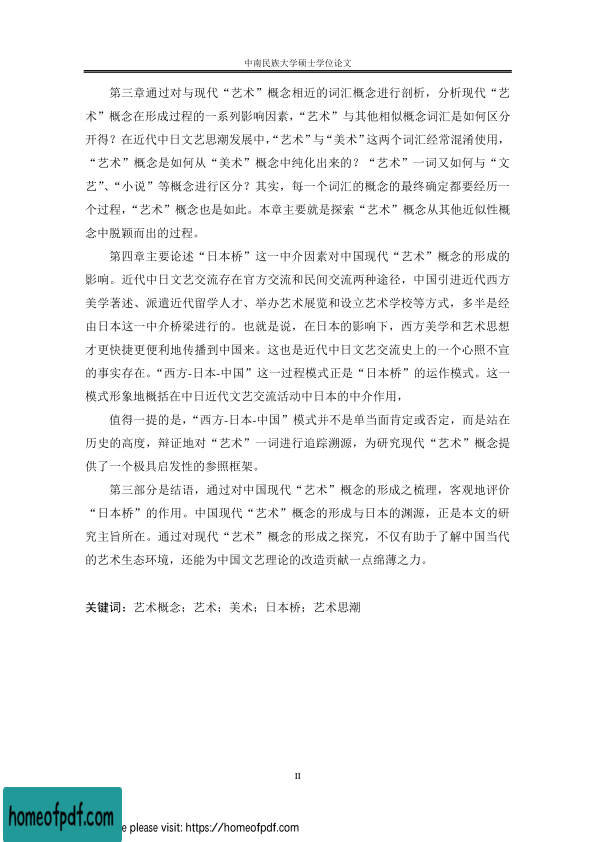 中南民族大学硕士学位论文
第三章通过对与现代“艺术”概念相近的词汇概念进行剖析，分析现代“艺
术”概念在形成过程的一系列影响因素，“艺术”与其他相似概念词汇是如何区分
开得？在近代中日文艺思潮发展中，“艺术”与“美术”这两个词汇经常混淆使用，
“艺术”概念是如何从“美术”概念中纯化出来的？“艺术”一词又如何与“文
艺”、“小说”等概念进行区分？其实，每一个词汇的概念的最终确定都要经历一
个过程，“艺术”概念也是如此。本章主要就是探索“艺术”概念从其他近似性概
念中脱颖而出的过程。
第四章主要论述“日本桥”这一中介因素对中国现代“艺术”概念的形成的
影响。近代中日文艺交流存在官方交流和民间交流两种途径，中国引进近代西方
美学著述、派遣近代留学人才、举办艺术展览和设立艺术学校等方式，多半是经
由日本这一中介桥梁进行的。也就是说，在日本的影响下，西方美学和艺术思想
才更快捷更便利地传播到中国来。这也是近代中日文艺交流史上的一个心照不宣
的事实存在。“西方-日本-中国”这一过程模式正是“日本桥”的运作模式。这一
模式形象地概括在中日近代文艺交流活动中日本的中介作用，
值得一提的是，“西方-日本-中国”模式并不是单当面肯定或否定，而是站在
历史的高度，辩证地对“艺术”一词进行追踪溯源，为研究现代“艺术”概念提
供了一个极具启发性的参照框架。
第三部分是结语，通过对中国现代“艺术”概念的形成之梳理，客观地评价
“日本桥”的作用。中国现代“艺术”概念的形成与日本的渊源，正是本文的研
究主旨所在。通过对现代“艺术”概念的形成之探究，不仅有助于了解中国当代
的艺术生态环境，还能为中国文艺理论的改造贡献一点绵薄之力。
关键词：艺术概念；艺术；美术；日本桥；艺术思潮
II
homeofpdf.com
please visit: https://homeofpdf.com